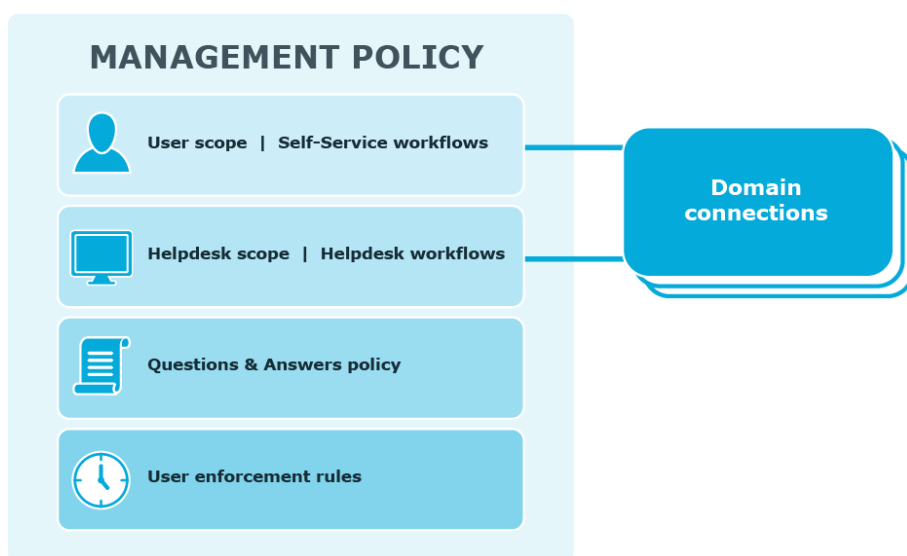 MANAGEMENT POLICY
User scope | Self-Service workflows
Helpdesk scope | Helpdesk workflows
Questions & Answers policy
User enforcement rules
Domain
connections